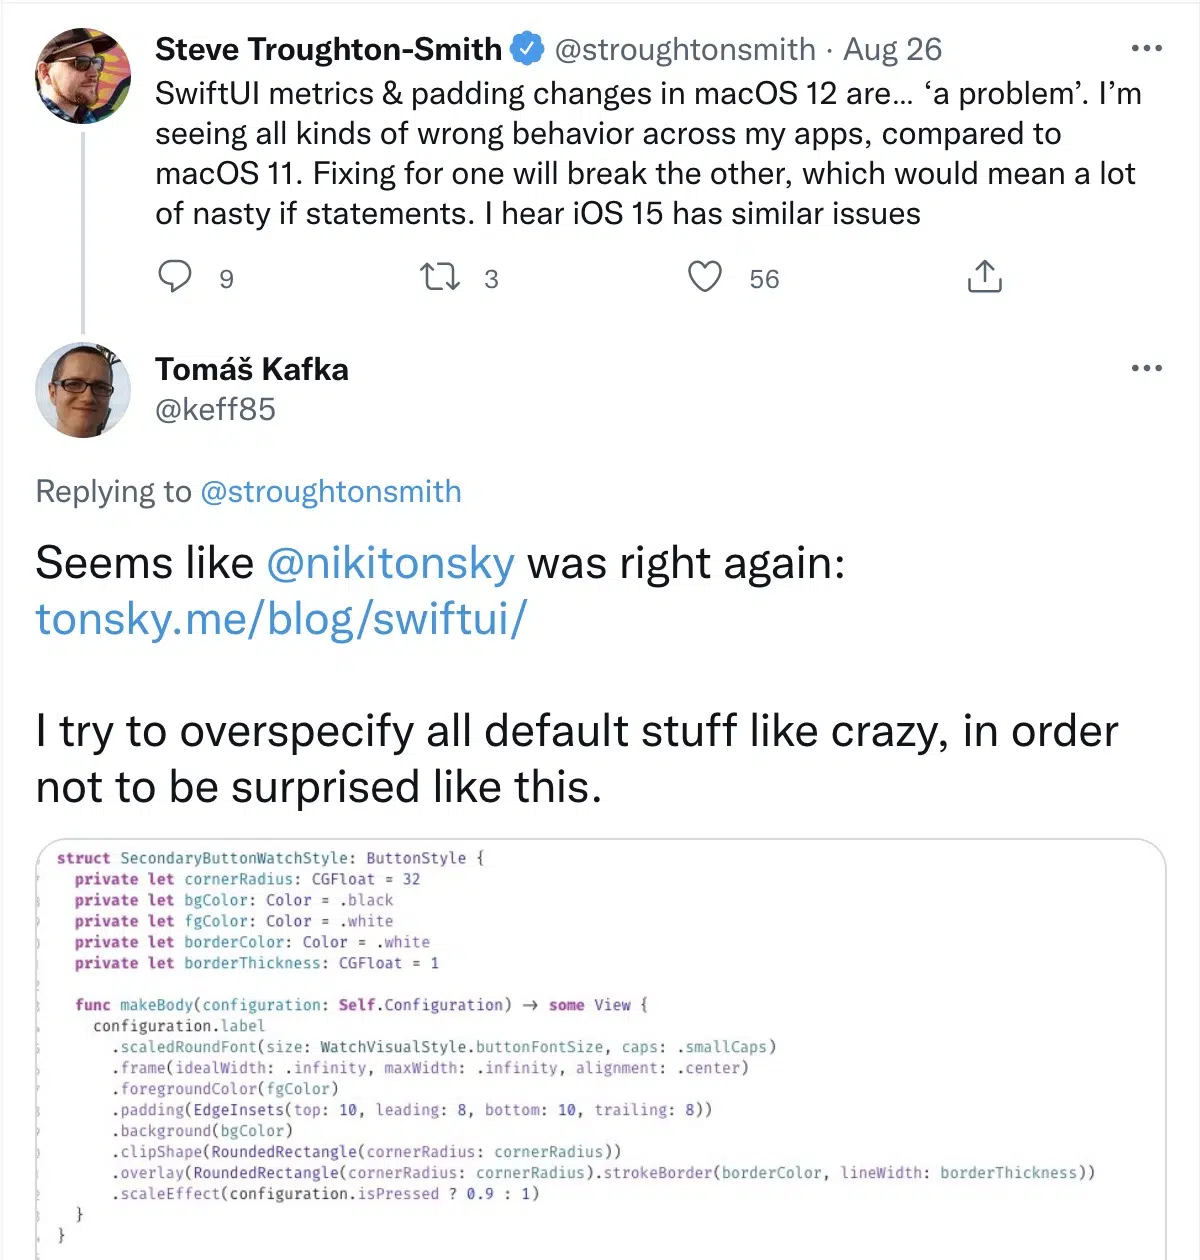 Steve Troughton-Smith @stroughtonsmith · Aug 26
SwiftUI metrics & padding changes in macOS 12 are... ‘a problem’. I’m
seeing all kinds of wrong behavior across my apps, compared to
macOS 11. Fixing for one will break the other, which would mean a lot
of nasty if statements. I hear iOS 15 has similar issues
9 3 56
Tomáš Kafka
@keff85
Replying to @stroughtonsmith
Seems like @nikitonsky was right again:
tonsky.me/blog/swiftui/
I try to overspecify all default stuff like crazy, in order
not to be surprised like this.
struct SecondaryButtonWatchStyle: ButtonStyle {
private let cornerRadius: CGFloat = 32
private let bgColor: Color = .black
private let fgColor: Color = .white
private let borderColor: Color = .white
private let borderThickness: CGFloat = 1
func makeBody(configuration: Self.Configuration) → some View {
configuration.label
.scaledRoundFont(size: WatchVisualStyle.buttonFontSize, caps: .smallCaps)
.frame(idealWidth: .infinity, maxWidth: .infinity, alignment: .center)
.foregroundColor(fgColor)
.padding(EdgeInsets(top: 10, leading: 8, bottom: 10, trailing: 8))
.background(bgColor)
.clipShape(RoundedRectangle(cornerRadius: cornerRadius))
.overlay(RoundedRectangle(cornerRadius: cornerRadius).strokeBorder(borderColor, lineWidth: borderThickness))
.scaleEffect(configuration.isPressed ? 0.9 : 1)
}
}